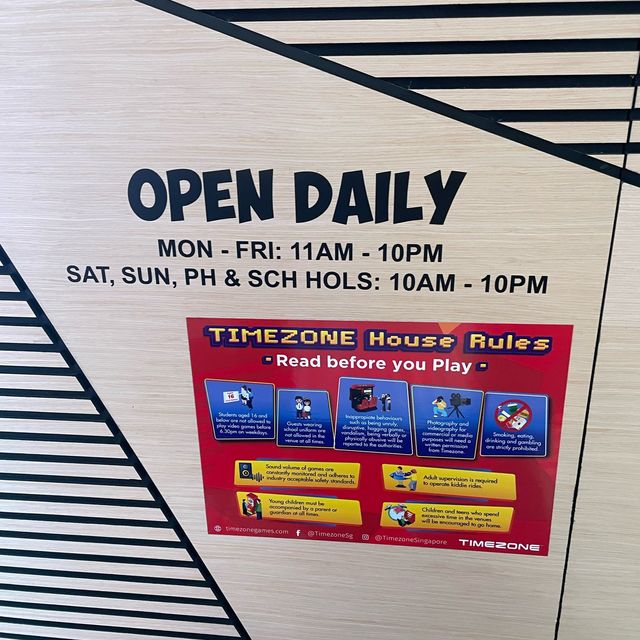 OPEN DAILY
MON - FRI: 11AM - 10PM
SAT, SUN, PH & SCH HOLS: 10AM - 10PM
TIMEZONE House Rules
Read before you Play
Students aged 16 and
below are not allowed to
play video games before
6.30pm on weekdays.
Guests wearing
school uniform are
not allowed in the
venue at all times.
Inappropiate behaviours
such as being unruly,
disruptive, hogging games,
vandalism, being verbally or
physically abusive will be
reported to the authorities.
Photography and
videography for
commercial or media
purposes will need a
written permission
from Timezone.
Smoking, eating,
drinking and gambling
are strictly prohibited.
Sound volume of games are
constantly monitored and adheres to
industry acceptable safety standards.
Adult supervision is required
to operate kiddie rides.
Young children must be
accompanied by a parent or
guardian at all times.
Children and teens who spend
excessive time in the venues
will be encouraged to go home.
timezonegames.com @TimezoneSg @TimezoneSingapore TIMEZONE